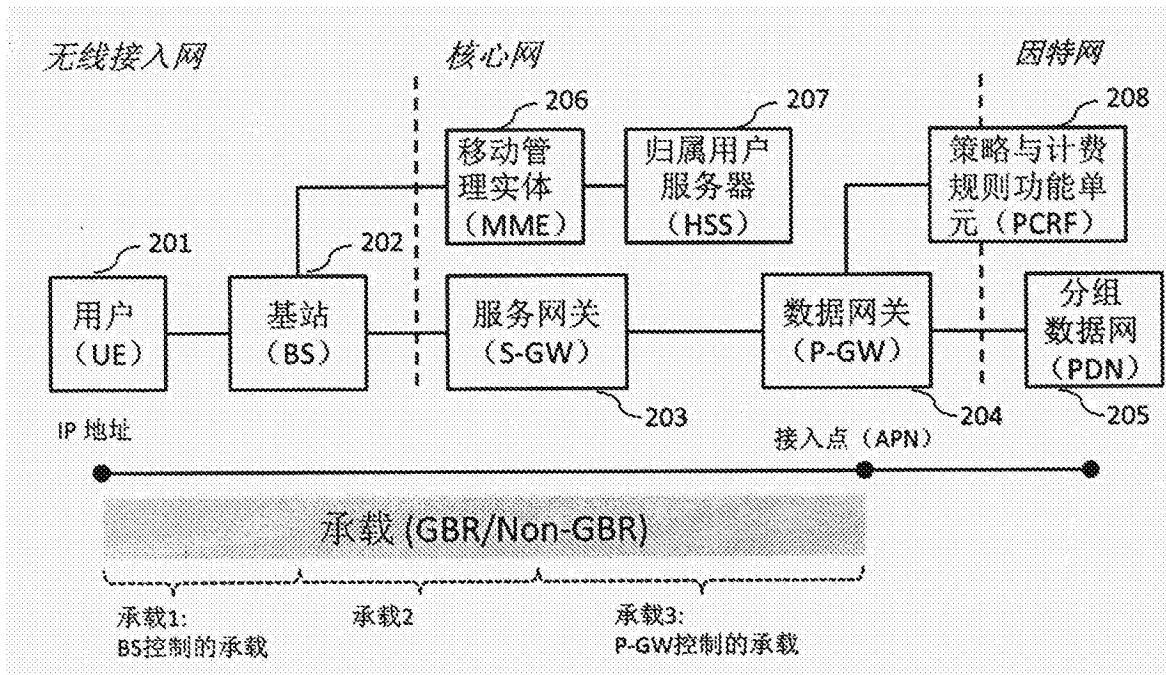 无线接入网
核心网
因特网
206
207
208
移动管
理实体
（MME）
归属用户
服务器
（HSS）
策略与计费
规则功能单
元（PCRF）
201
202
用户
（UE）
基站
（BS）
服务网关
（S-GW）
数据网关
（P-GW）
分组
数据网
（PDN）
203
204
205
IP 地址
接入点（APN）
承载 (GBR/Non-GBR)
承载1:
BS控制的承载
承载2
承载3:
P-GW控制的承载